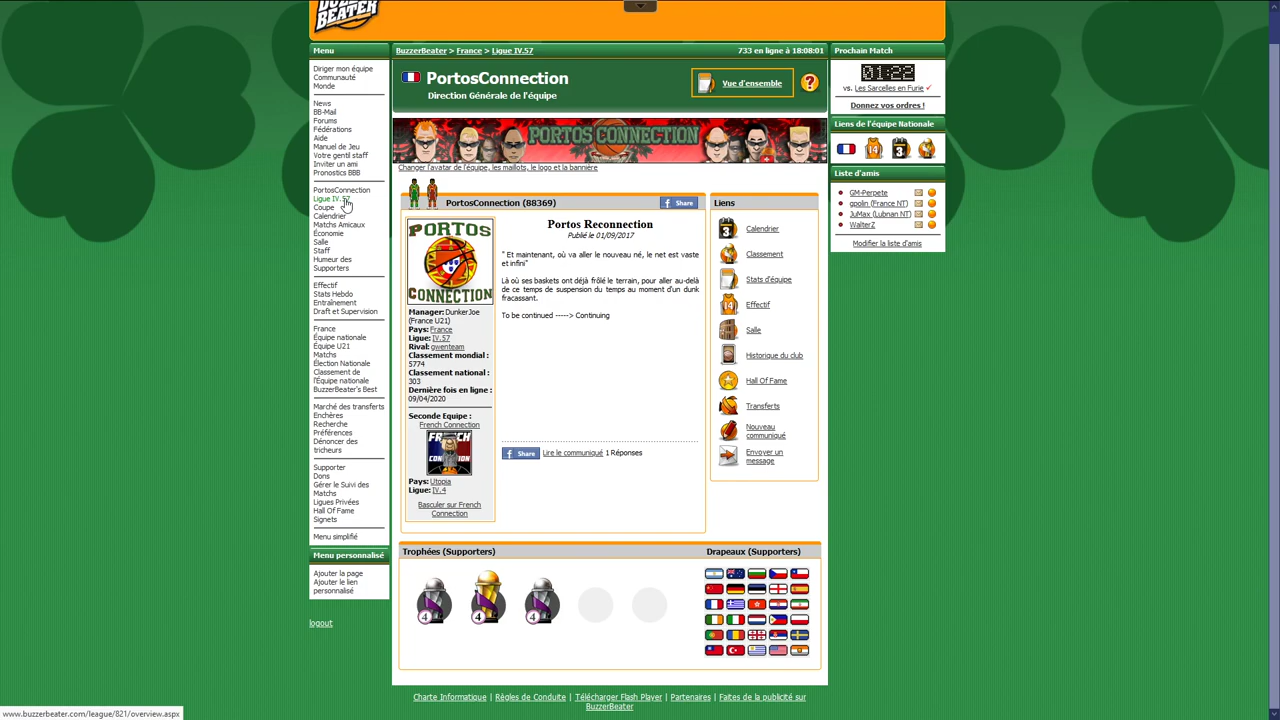 BUZZER
BEATER
Menu
Diriger mon équipe
Communauté
Monde
News
BB-Mail
Forums
Fédérations
Aide
Manuel de Jeu
Votre gentil staff
Inviter un ami
Pronostics BBB
PortosConnection
Ligue IV.57
Coupe
Calendrier
Matchs Amicaux
Économie
Salle
Staff
Humeur des
Supporters
Effectif
Stats Hebdo
Entraînement
Draft et Supervision
France
Équipe nationale
Équipe U21
Matchs
Élection Nationale
Classement de
l'Équipe nationale
BuzzerBeater's Best
Marché des transferts
Enchères
Recherche
Préférences
Dénoncer des
tricheurs
Supporter
Dons
Gérer le Suivi des
Matchs
Ligues Privées
Hall Of Fame
Signets
Menu simplifié
Menu personnalisé
Ajouter la page
Ajouter le lien
personnalisé
logout
BuzzerBeater > France > Ligue IV.57
733 en ligne à 18:08:01
PortosConnection
Direction Générale de l'équipe
Vue d'ensemble
?
PORTOS CONNECTION
Changer l'avatar de l'équipe, les maillots, le logo et la bannière
PortosConnection (88369)
Share
PORTOS
CONNECTION
Manager: DunkerJoe
(France U21)
Pays: France
Ligue: IV.57
Rival: gwenteam
Classement mondial :
5774
Classement national :
303
Dernière fois en ligne :
09/04/2020
Seconde Equipe :
French Connection
FRENCH
CONNECTION
Pays: Utopia
Ligue: IV.4
Basculer sur French
Connection
Portos Reconnection
Publié le 01/09/2017
" Et maintenant, où va aller le nouveau né, le net est vaste
et infini"
Là où ses baskets ont déjà frôlé le terrain, pour aller au-delà
de ce temps de suspension du temps au moment d'un dunk
fracassant.
To be continued -----> Continuing
Share
Lire le communiqué 1 Réponses
Liens
3 Calendrier
Classement
Stats d'équipe
14 Effectif
Salle
Historique du club
Hall Of Fame
Transferts
Nouveau
communiqué
Envoyer un
message
Trophées (Supporters)
4 4 4
Drapeaux (Supporters)
Charte Informatique | Règles de Conduite | Télécharger Flash Player | Partenaires | Faites de la publicité sur
BuzzerBeater
Prochain Match
01:22
vs. Les Sarcelles en Furie
Donnez vos ordres !
Liens de l'équipe Nationale
14 3
Liste d'amis
GM-Perpete
gpolin (France NT)
JuMax (Lubnan NT)
WalterZ
Modifier la liste d'amis
www.buzzerbeater.com/league/821/overview.aspx